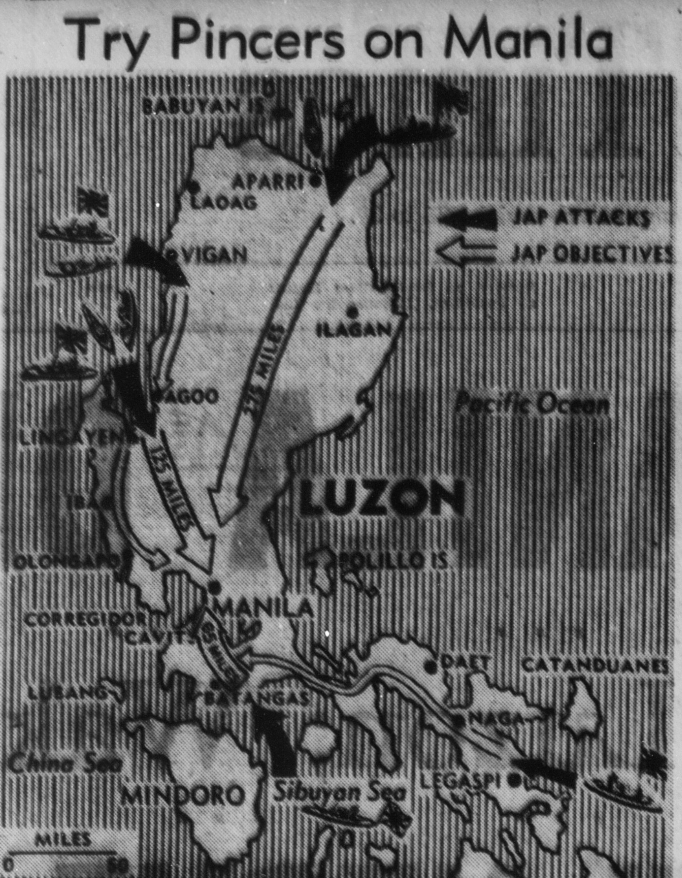 Try Pincers on Manila
BABUYAN IS.
APARRI
LAOAG
JAP ATTACKS
VIGAN
JAP OBJECTIVES
ILAGAN
275 MILES
AGOO
Pacific Ocean
LINGAYEN
125 MILES
LUZON
IBA
OLONGAPO
POLILLO IS.
MANILA
CORREGIDOR
CAVITE
MILES
DAET
CATANDUANES
LUBANG
BATANGAS
NAGA
China Sea
LEGASPI
MINDORO
Sibuyan Sea
MILES
0
50